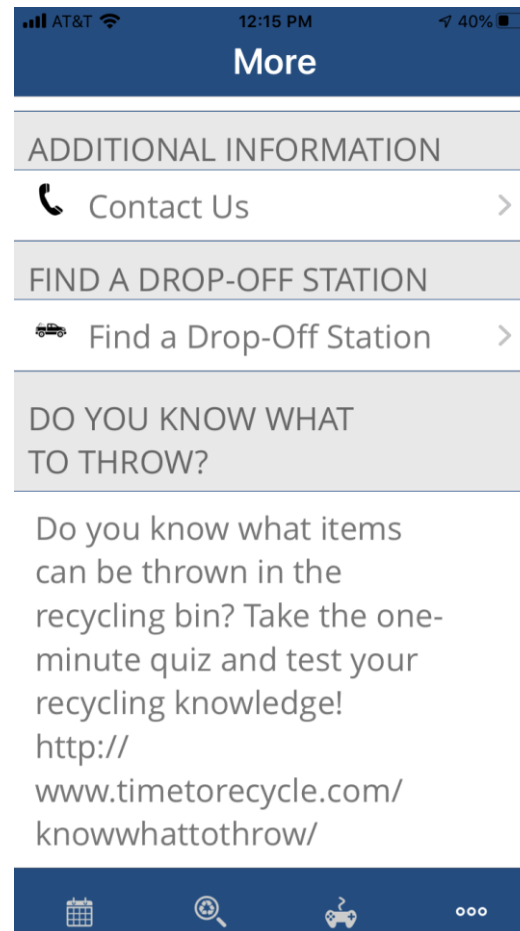 AT&T 12:15 PM 40%
More
ADDITIONAL INFORMATION
Contact Us
FIND A DROP-OFF STATION
Find a Drop-Off Station
DO YOU KNOW WHAT
TO THROW?
Do you know what items
can be thrown in the
recycling bin? Take the one-
minute quiz and test your
recycling knowledge!
http://
www.timetorecycle.com/
knowwhattothrow/